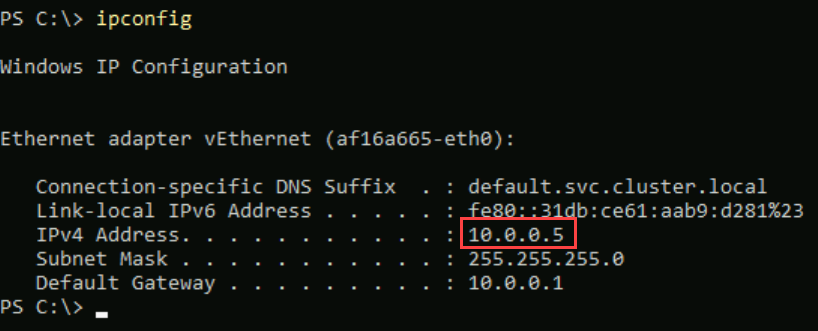 PS C:\> ipconfig
Windows IP Configuration
Ethernet adapter vEthernet (af16a665-eth0):
Connection-specific DNS Suffix  . : default.svc.cluster.local
Link-local IPv6 Address . . . . . : fe80::31db:ce61:aab9:d281%23
IPv4 Address. . . . . . . . . . . : 10.0.0.5
Subnet Mask . . . . . . . . . . . : 255.255.255.0
Default Gateway . . . . . . . . . : 10.0.0.1
PS C:\>